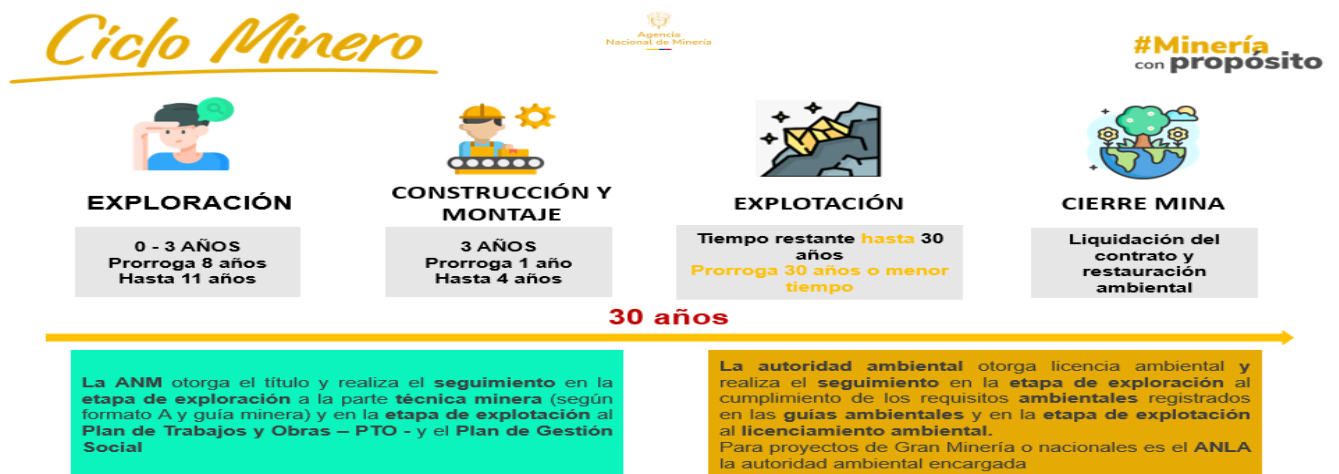 Ciclo Minero
Agencia
Nacional de Minería
#Minería
con propósito
EXPLORACIÓN
0 - 3 AÑOS
Prorroga 8 años
Hasta 11 años
CONSTRUCCIÓN Y
MONTAJE
3 AÑOS
Prorroga 1 año
Hasta 4 años
EXPLOTACIÓN
Tiempo restante hasta 30
años
Prorroga 30 años o menor
tiempo
CIERRE MINA
Liquidación del
contrato y
restauración
ambiental
30 años
La ANM otorga el título y realiza el seguimiento en la
etapa de exploración a la parte técnica minera (según
formato A y guía minera) y en la etapa de explotación al
Plan de Trabajos y Obras – PTO - y el Plan de Gestión
Social
La autoridad ambiental otorga licencia ambiental y
realiza el seguimiento en la etapa de exploración al
cumplimiento de los requisitos ambientales registrados
en las guías ambientales y en la etapa de explotación
al licenciamiento ambiental.
Para proyectos de Gran Minería o nacionales es el ANLA
la autoridad ambiental encargada